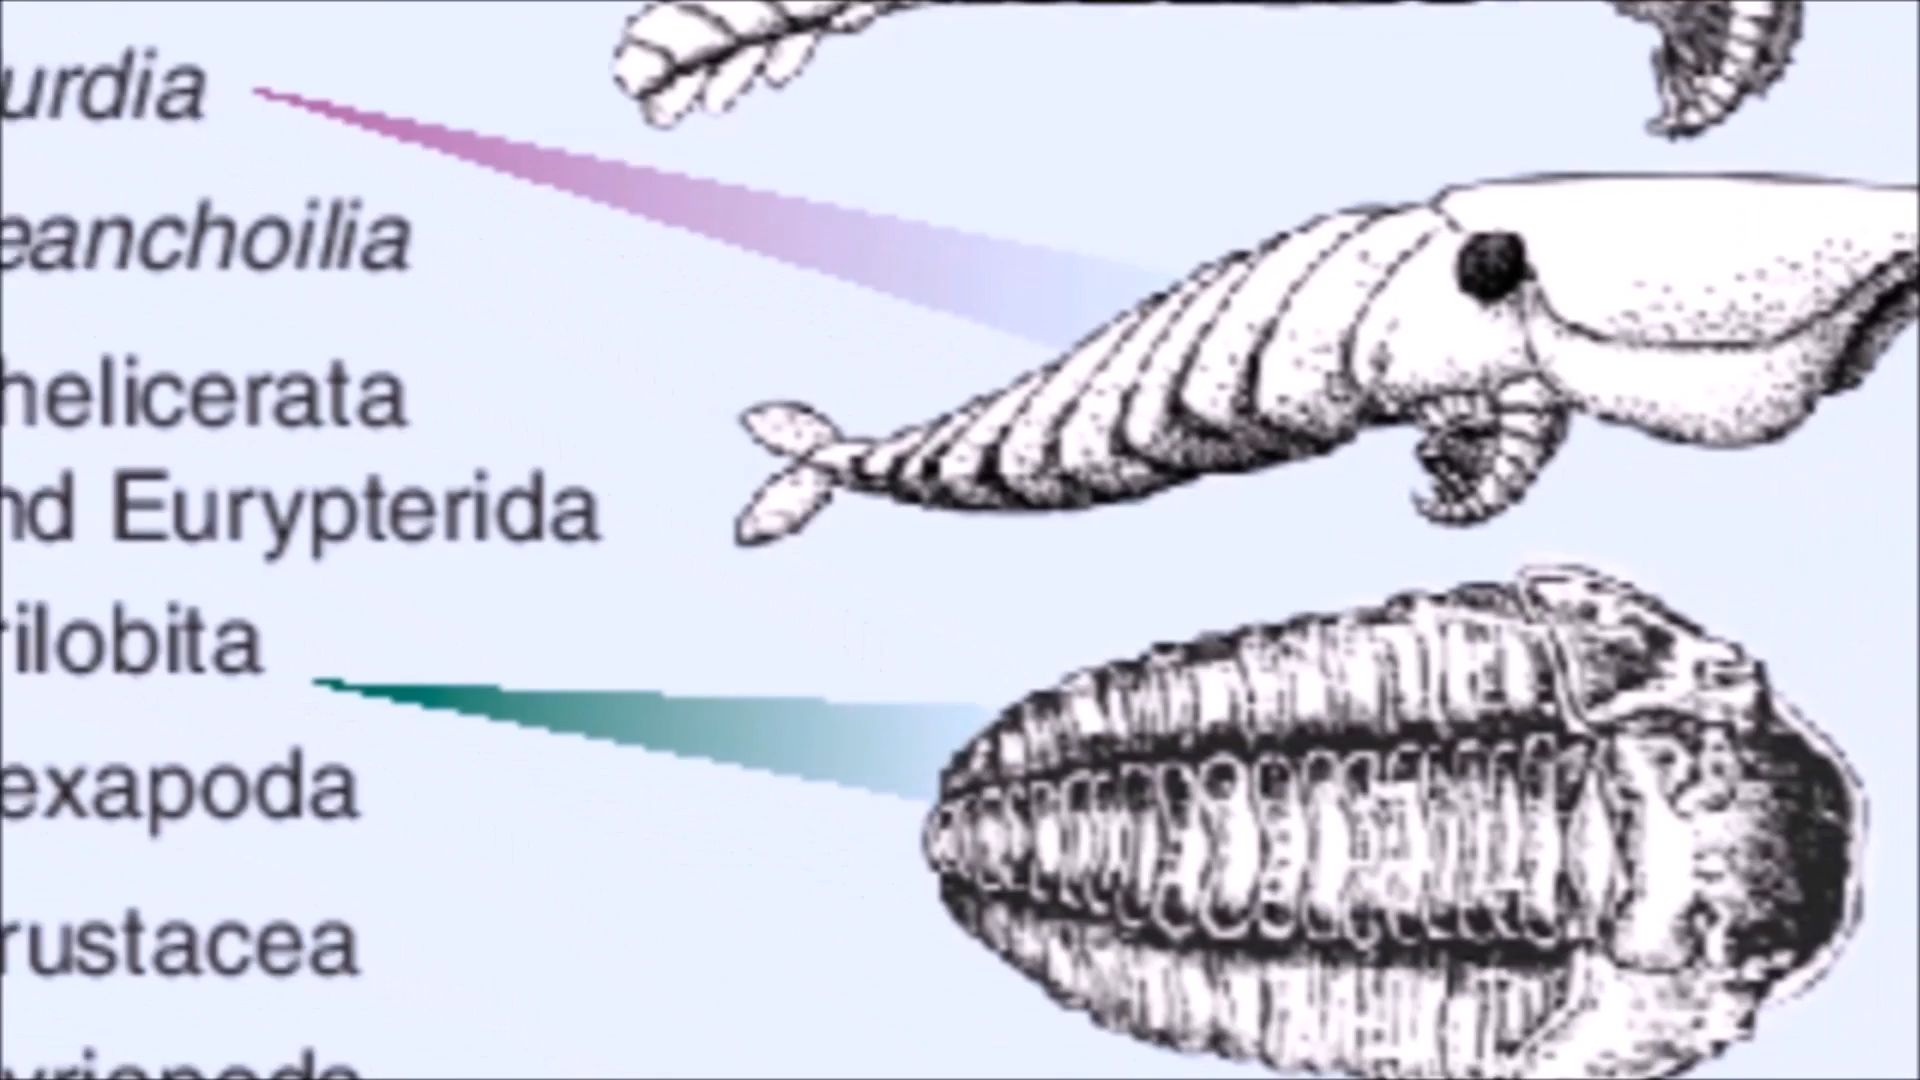 urdia
eanchoilia
helicerata
nd Eurypterida
rilobita
exapoda
rustacea